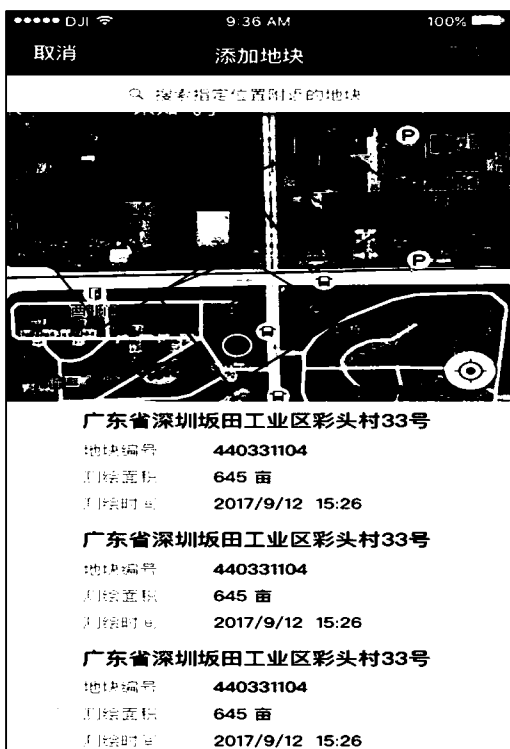 DJI 9:36 AM 100%
取消 添加地块
搜索指定位置附近的地块
P
P
广东省深圳坂田工业区彩头村33号
地块编号 440331104
测绘面积 645 亩
测绘时间 2017/9/12 15:26
广东省深圳坂田工业区彩头村33号
地块编号 440331104
测绘面积 645 亩
测绘时间 2017/9/12 15:26
广东省深圳坂田工业区彩头村33号
地块编号 440331104
测绘面积 645 亩
测绘时间 2017/9/12 15:26